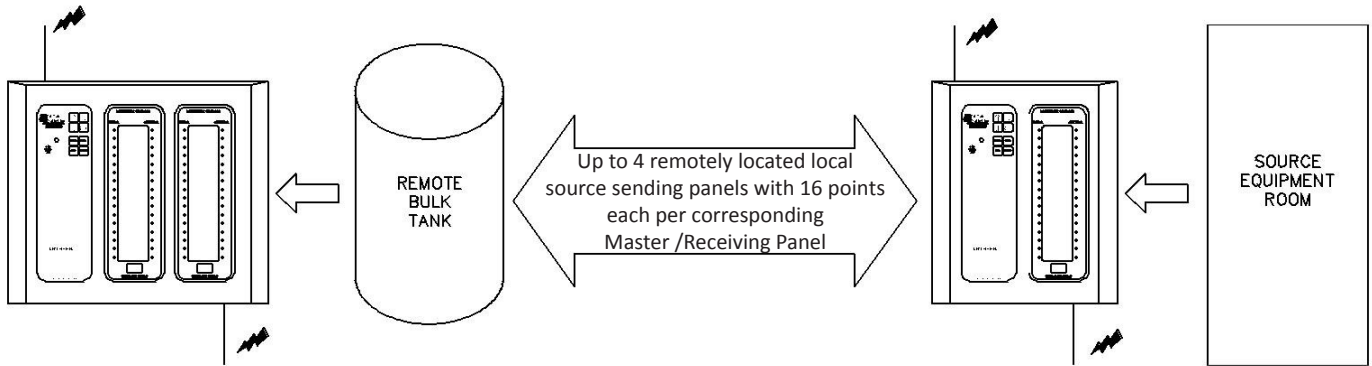 REMOTE
BULK
TANK
Up to 4 remotely located local
source sending panels with 16 points
each per corresponding
Master /Receiving Panel
SOURCE
EQUIPMENT
ROOM